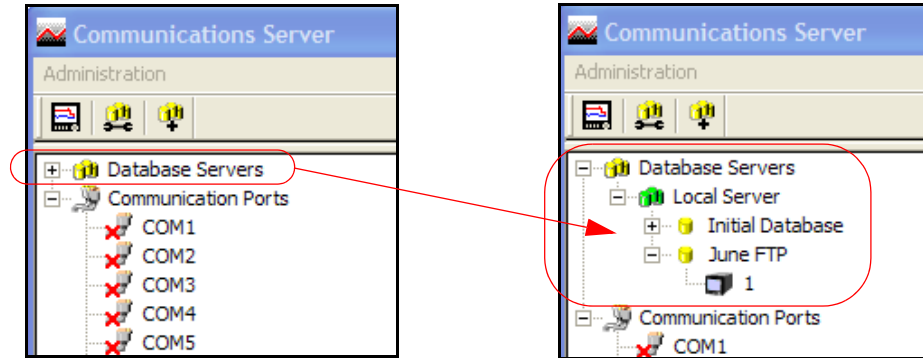 Communications Server
Administration
Database Servers
Communication Ports
COM1
COM2
COM3
COM4
COM5
Communications Server
Administration
Database Servers
Local Server
Initial Database
June FTP
1
Communication Ports
COM1